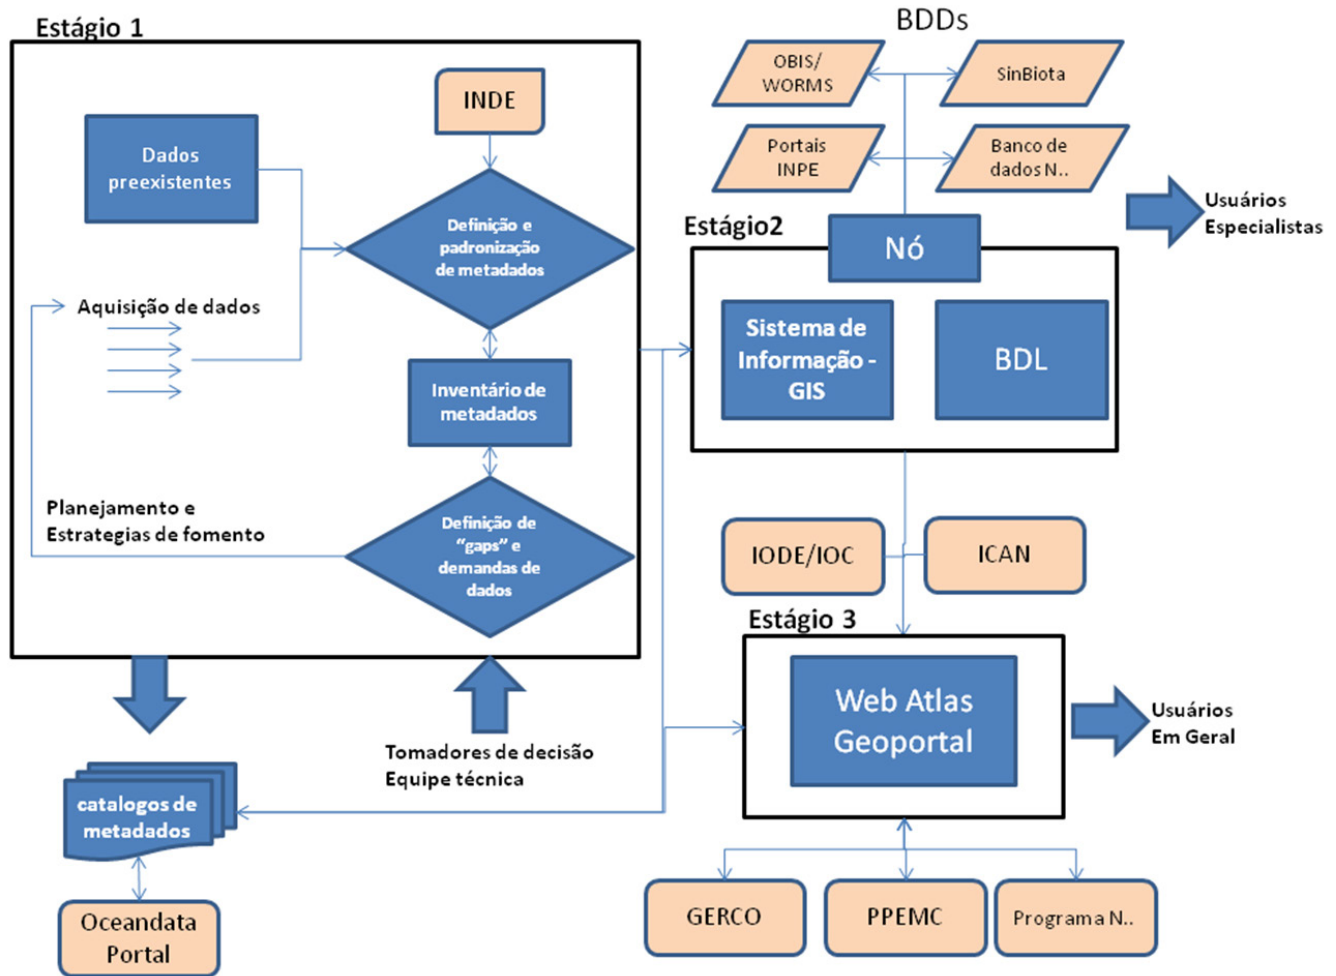 Estágio 1
INDE
Dados
preexistentes
Definição e
padronização
de metadados
Aquisição de dados
Inventário de
metadados
Planejamento e
Estrategias de fomento
Definição de
“gaps” e
demandas de
dados
Tomadores de decisão
Equipe técnica
catalogos de
metadados
Oceandata
Portal
BDDs
OBIS/
WORMS
SinBiota
Portais
INPE
Banco de
dados N..
Usuários
Especialistas
Estágio2
Nó
Sistema de
Informação -
GIS
BDL
IODE/IOC
ICAN
Estágio 3
Web Atlas
Geoportal
Usuários
Em Geral
GERCO
PPEMC
Programa N..